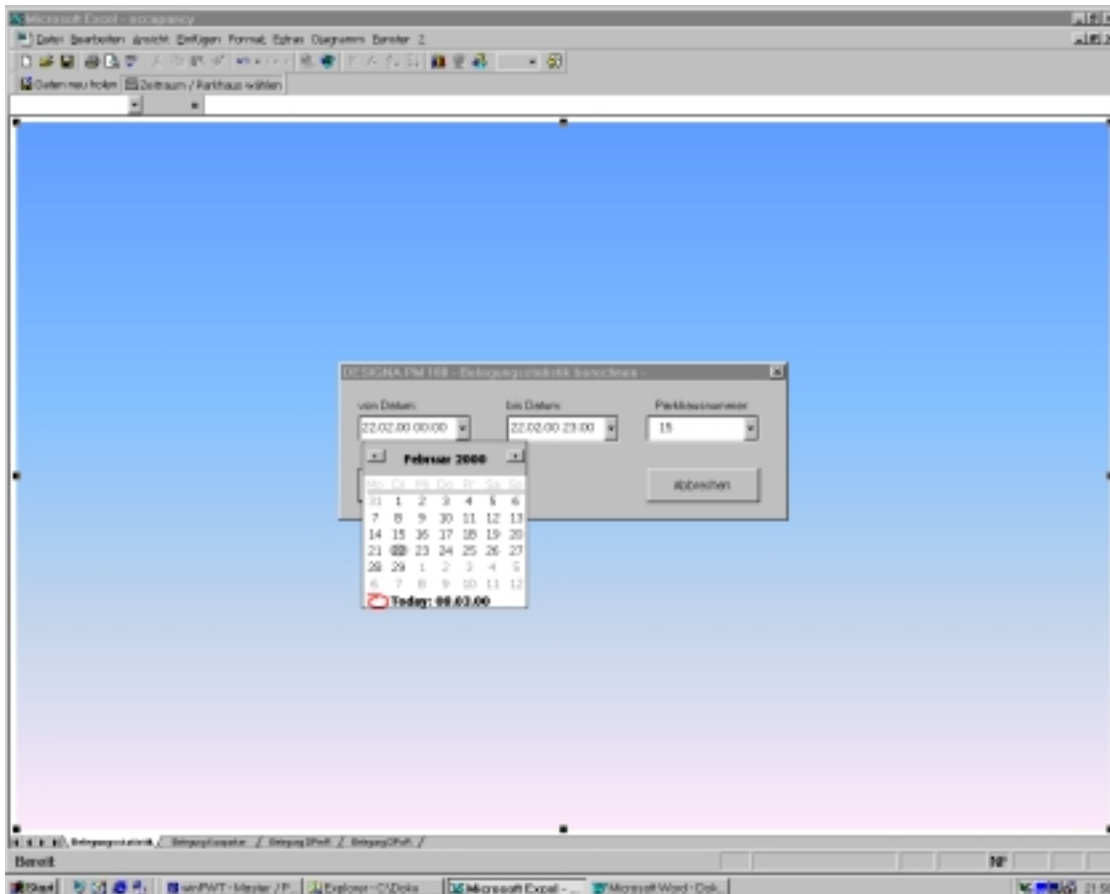 Microsoft Excel - occapancy
Datei Bearbeiten Ansicht Einfügen Format Extras Diagramm Fenster ?
Daten neu holen Zeitraum / Parkhaus wählen
DESIGNA PM 100 - Belegungsstatistik berechnen -
von Datum: bis Datum: Parkhausnummer:
22.02.00 00:00 22.02.00 23:00 15
Februar 2000
Abbrechen
Mo Di Mi Do Fr Sa So
31 1 2 3 4 5 6
7 8 9 10 11 12 13
14 15 16 17 18 19 20
21 22 23 24 25 26 27
28 29 1 2 3 4 5
6 7 8 9 10 11 12
Today: 08.03.00
Belegungsstatistik
Bereit NF
Start winPWT - Master / P... Explorer - C:\Doku Microsoft Excel - ... Microsoft Word - Dok...